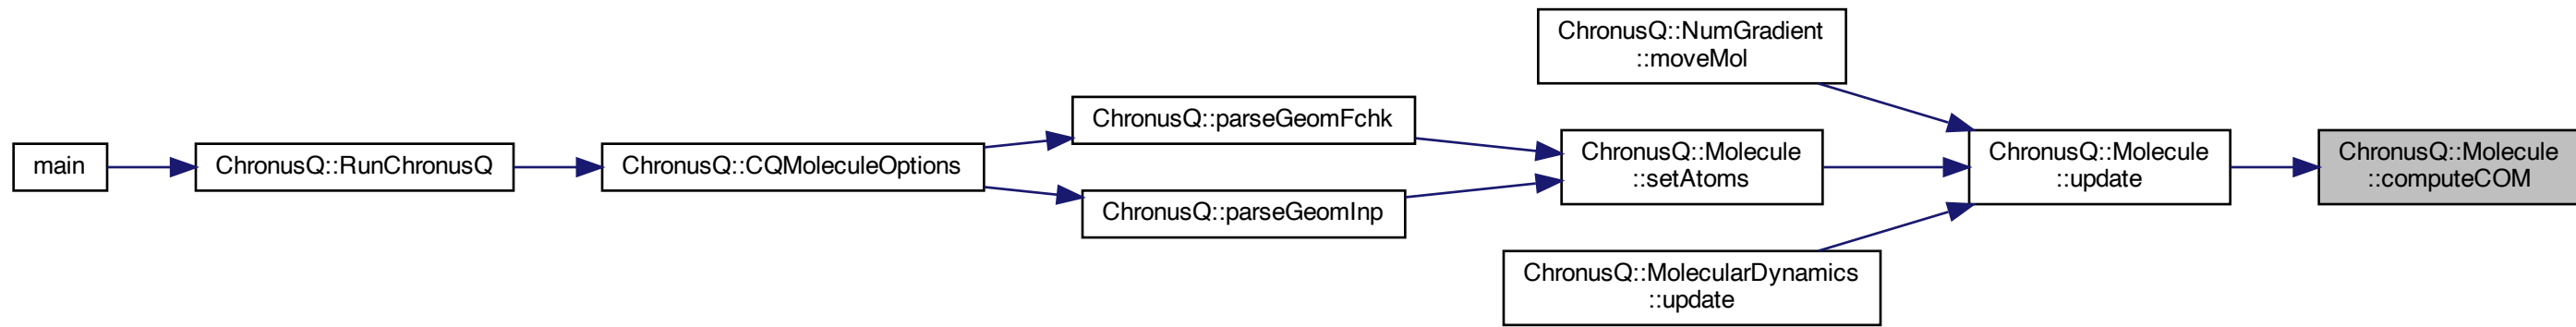 main
ChronusQ::RunChronusQ
ChronusQ::CQMoleculeOptions
ChronusQ::parseGeomFchk
ChronusQ::parseGeomInp
ChronusQ::NumGradient
::moveMol
ChronusQ::Molecule
::setAtoms
ChronusQ::MolecularDynamics
::update
ChronusQ::Molecule
::update
ChronusQ::Molecule
::computeCOM